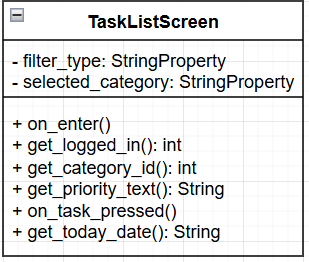 TaskListScreen
- filter_type: StringProperty
- selected_category: StringProperty
+ on_enter()
+ get_logged_in(): int
+ get_category_id(): int
+ get_priority_text(): String
+ on_task_pressed()
+ get_today_date(): String